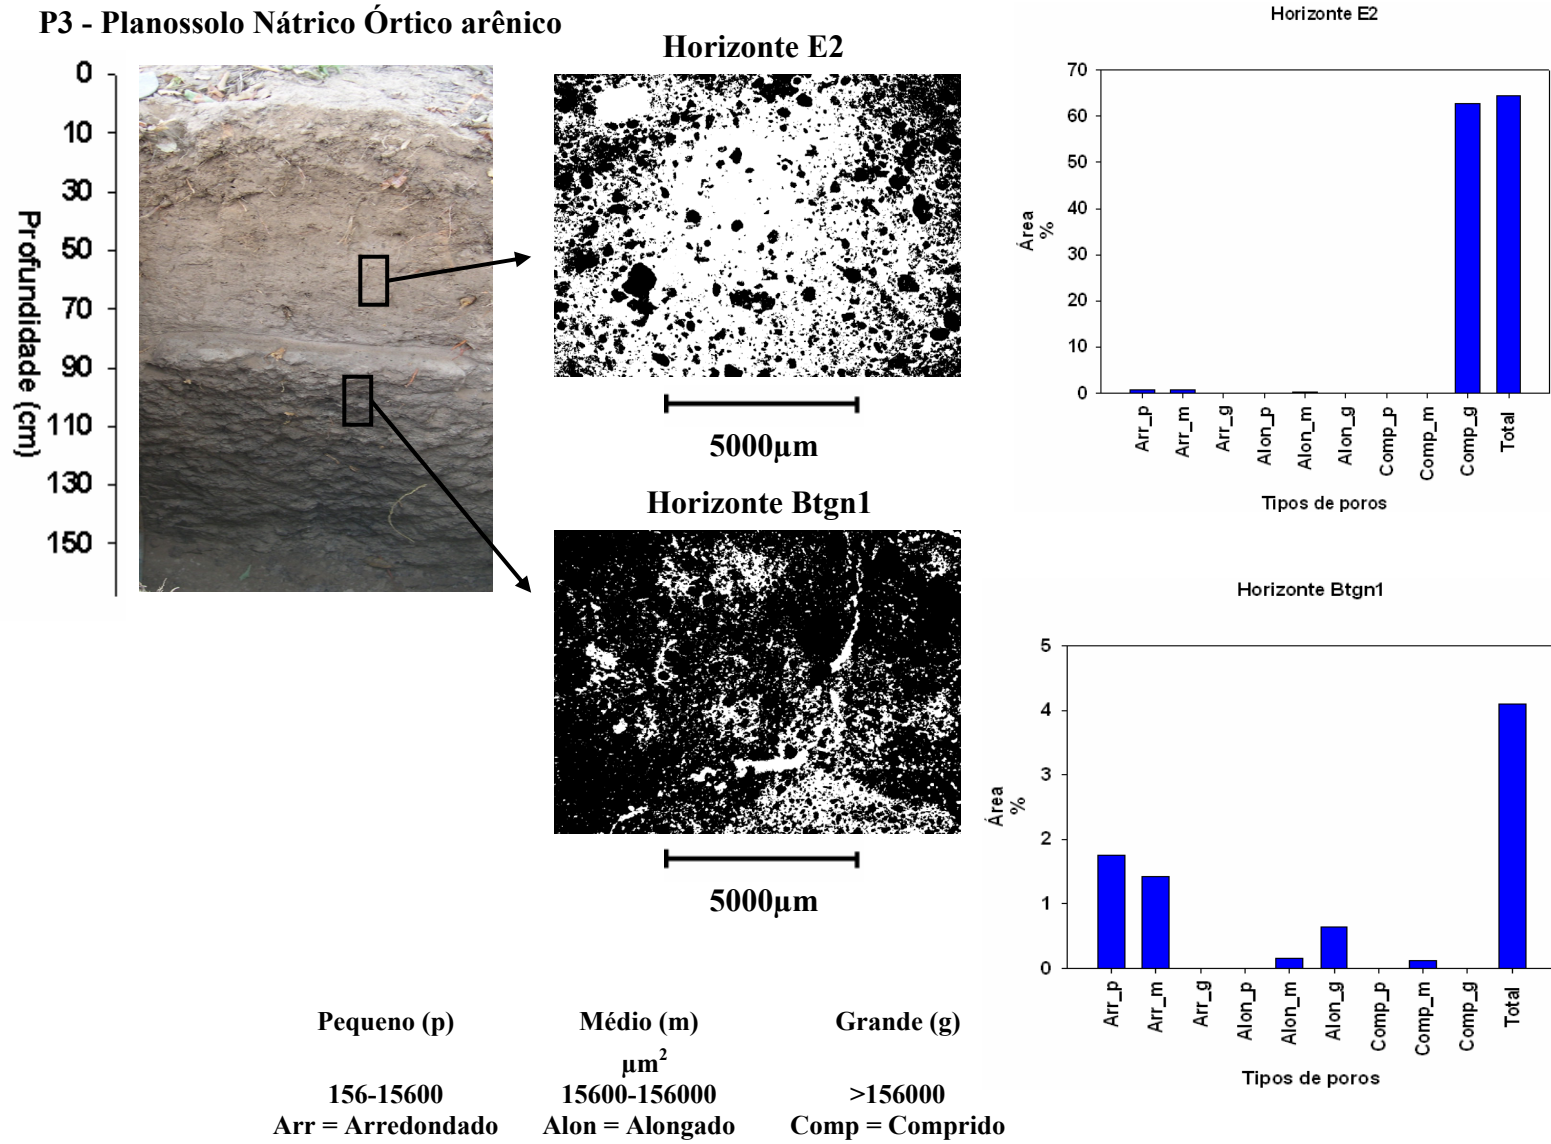 P3 - Planossolo Nátrico Órtico arênico
Profundidade (cm)
0
10
30
50
70
90
110
130
150
Horizonte E2
5000µm
Horizonte Btgn1
5000µm
Horizonte E2
Área
%
70
60
50
40
30
20
10
0
Arr_p
Arr_m
Arr_g
Alon_p
Alon_m
Alon_g
Comp_p
Comp_m
Comp_g
Total
Tipos de poros
Horizonte Btgn1
Área
%
5
4
3
2
1
0
Arr_p
Arr_m
Arr_g
Alon_p
Alon_m
Alon_g
Comp_p
Comp_m
Comp_g
Total
Tipos de poros
Pequeno (p) Médio (m) Grande (g)
µm²
156-15600 15600-156000 >156000
Arr = Arredondado Alon = Alongado Comp = Comprido